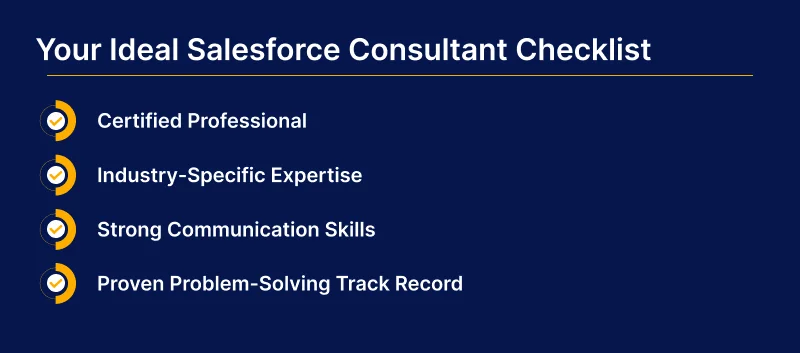 Your Ideal Salesforce Consultant Checklist
Certified Professional
Industry-Specific Expertise
Strong Communication Skills
Proven Problem-Solving Track Record